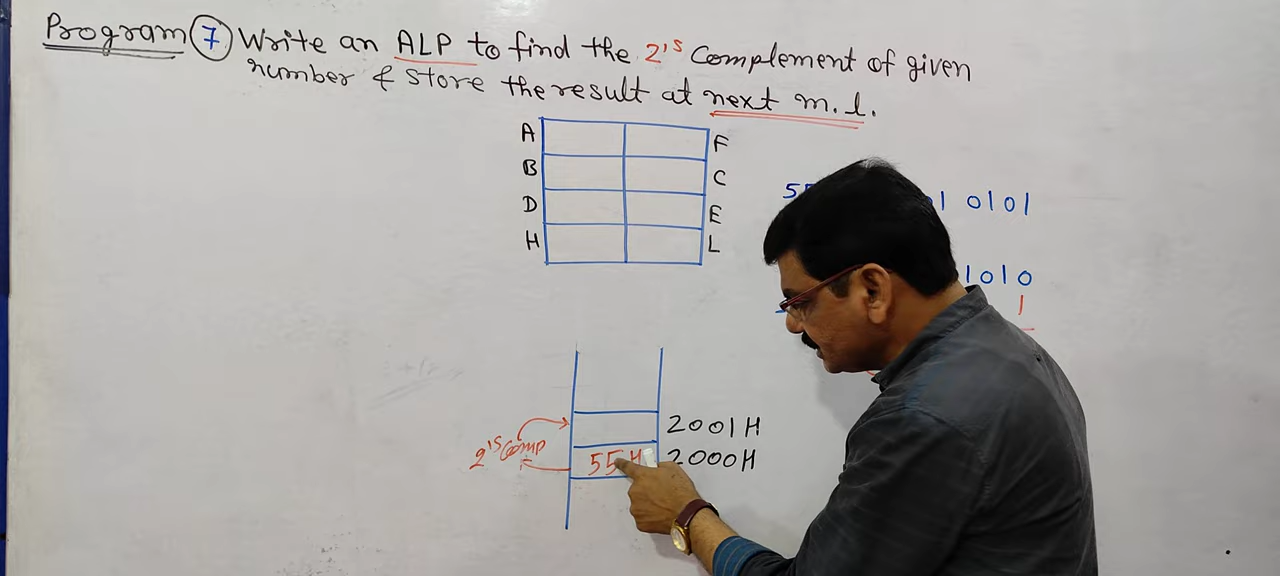 Program 7 Write an ALP to find the 2's Complement of given
number & store the result at next m.l.
A F
B C
D E
H L
0101
1010
1
2's Comp
2001H
55H 2000H